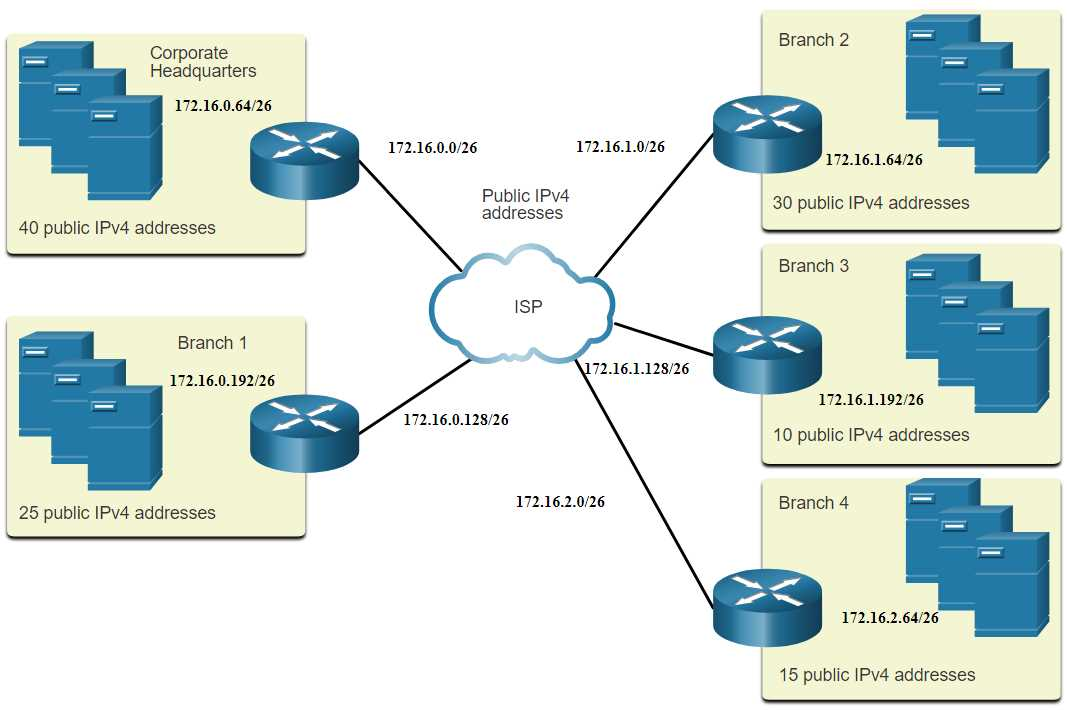 Corporate
Headquarters
172.16.0.64/26
40 public IPv4 addresses
172.16.0.0/26
172.16.1.0/26
Public IPv4
addresses
ISP
Branch 2
172.16.1.64/26
30 public IPv4 addresses
Branch 1
172.16.0.192/26
172.16.0.128/26
25 public IPv4 addresses
Branch 3
172.16.1.128/26
172.16.1.192/26
10 public IPv4 addresses
172.16.2.0/26
Branch 4
172.16.2.64/26
15 public IPv4 addresses